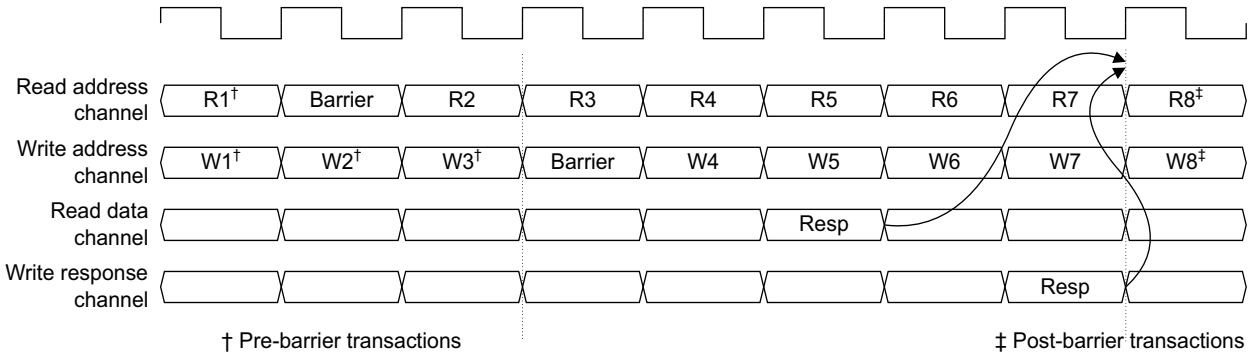 Read address channel R1† Barrier R2 R3 R4 R5 R6 R7 R8‡
Write address channel W1† W2† W3† Barrier W4 W5 W6 W7 W8‡
Read data channel Resp
Write response channel Resp
† Pre-barrier transactions ‡ Post-barrier transactions